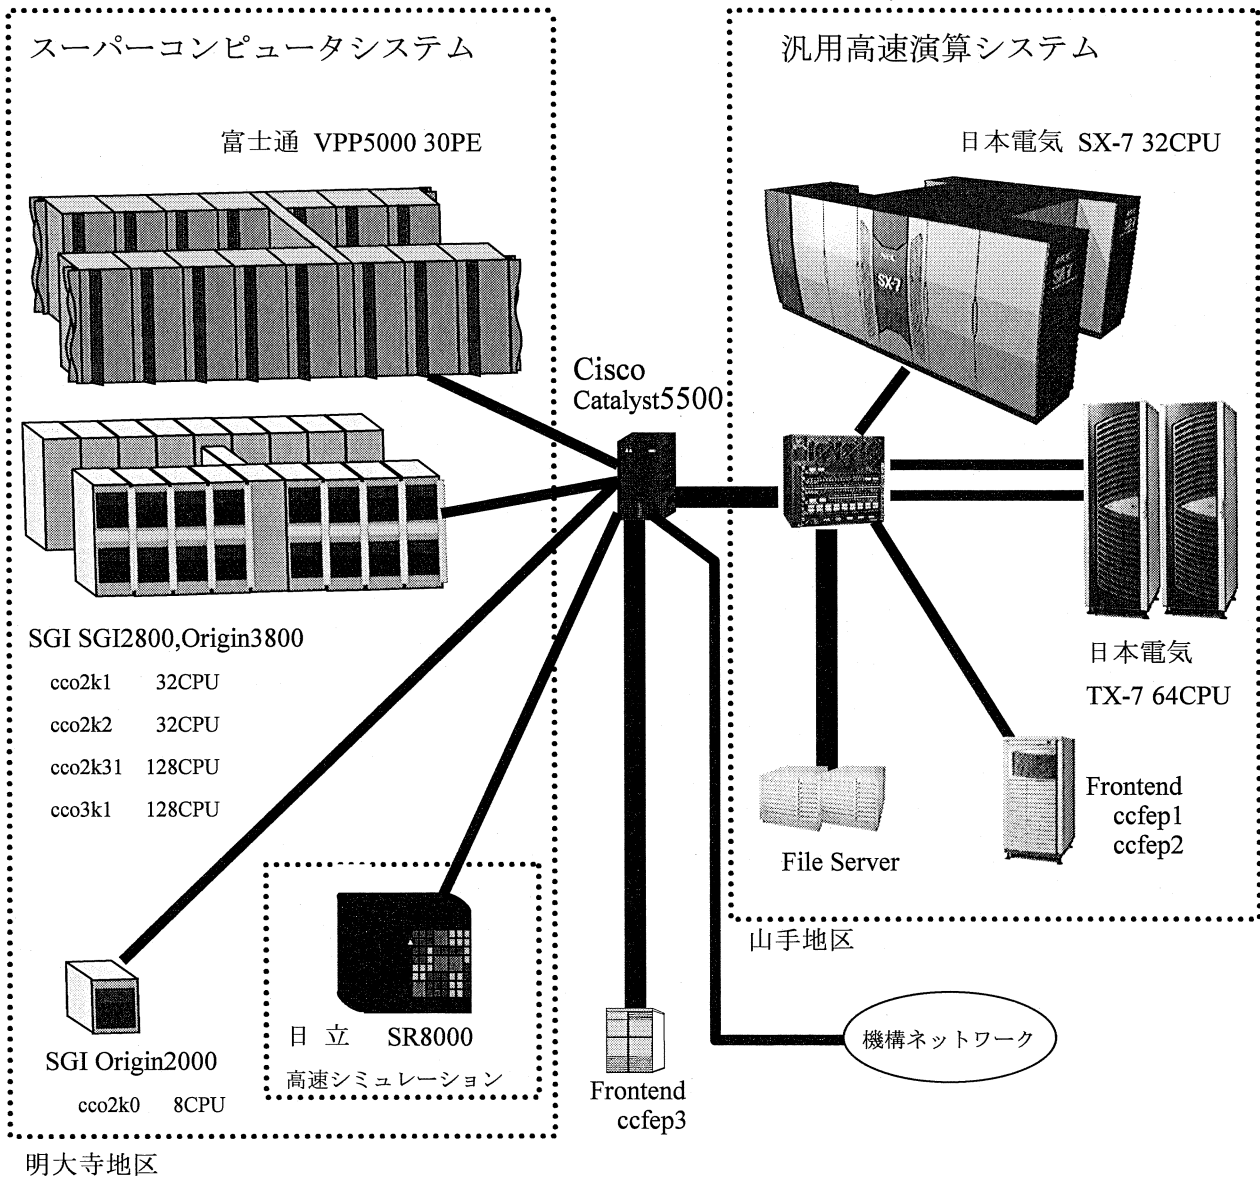 スーパーコンピュータシステム
富士通 VPP5000 30PE
SGI SGI2800,Origin3800
cco2k1 32CPU
cco2k2 32CPU
cco2k31 128CPU
cco3k1 128CPU
SGI Origin2000
cco2k0 8CPU
日立 SR8000
高速シミュレーション
明大寺地区
Cisco
Catalyst5500
Frontend
ccfep3
汎用高速演算システム
日本電気 SX-7 32CPU
SX-7
日本電気
TX-7 64CPU
File Server
Frontend
ccfep1
ccfep2
山手地区
機構ネットワーク